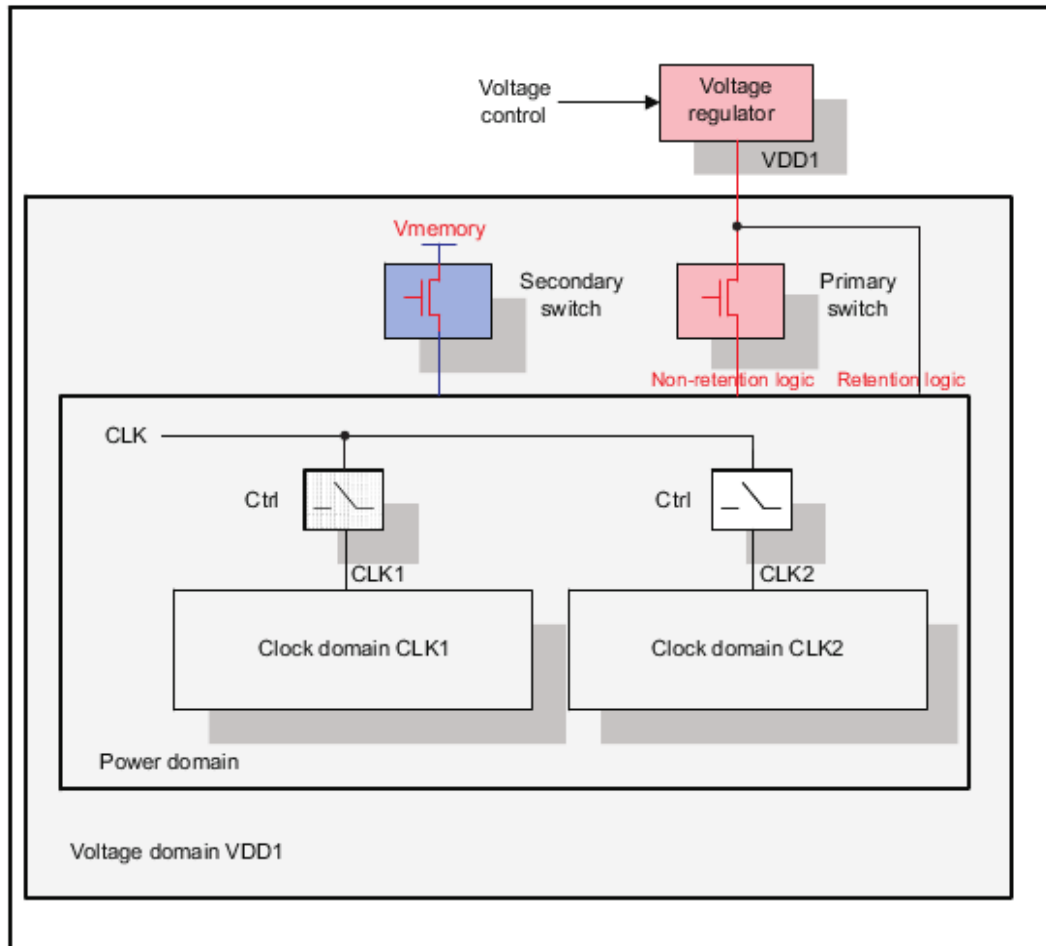 Voltage
control
Voltage
regulator
VDD1
Vmemory
Secondary
switch
Primary
switch
Non-retention logic
Retention logic
CLK
Ctrl
Ctrl
CLK1
CLK2
Clock domain CLK1
Clock domain CLK2
Power domain
Voltage domain VDD1